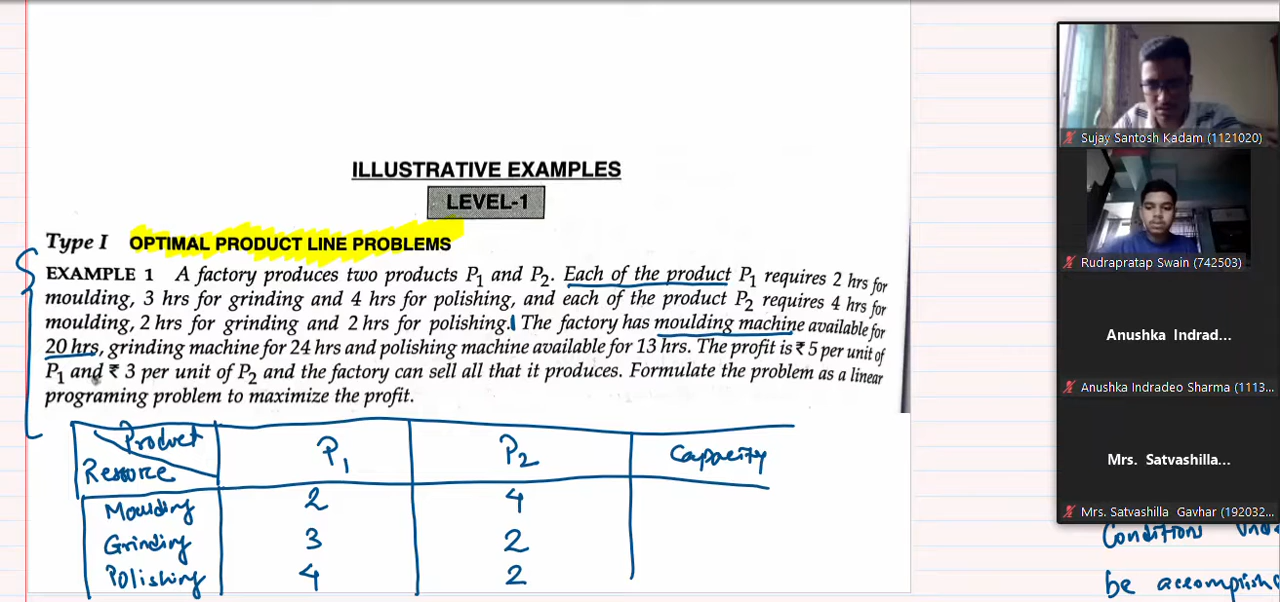 ILLUSTRATIVE EXAMPLES
LEVEL-1
Type I OPTIMAL PRODUCT LINE PROBLEMS
EXAMPLE 1 A factory produces two products P₁ and P₂. Each of the product P₁ requires 2 hrs for
moulding, 3 hrs for grinding and 4 hrs for polishing, and each of the product P₂ requires 4 hrs for
moulding, 2 hrs for grinding and 2 hrs for polishing. The factory has moulding machine available for
20 hrs, grinding machine for 24 hrs and polishing machine available for 13 hrs. The profit is ₹ 5 per unit of
P₁ and ₹ 3 per unit of P₂ and the factory can sell all that it produces. Formulate the problem as a linear
programing problem to maximize the profit.
Product
Resource
P₁ P₂ Capacity
Moulding 2 4
Grinding 3 2
Polishing 4 2
Sujay Santosh Kadam (1121020)
Rudrapratap Swain (742503)
Anushka Indrad...
Anushka Indradeo Sharma (1113...
Mrs. Satvashilla...
Mrs. Satvashilla Gavhar (192032...
Conditions
be